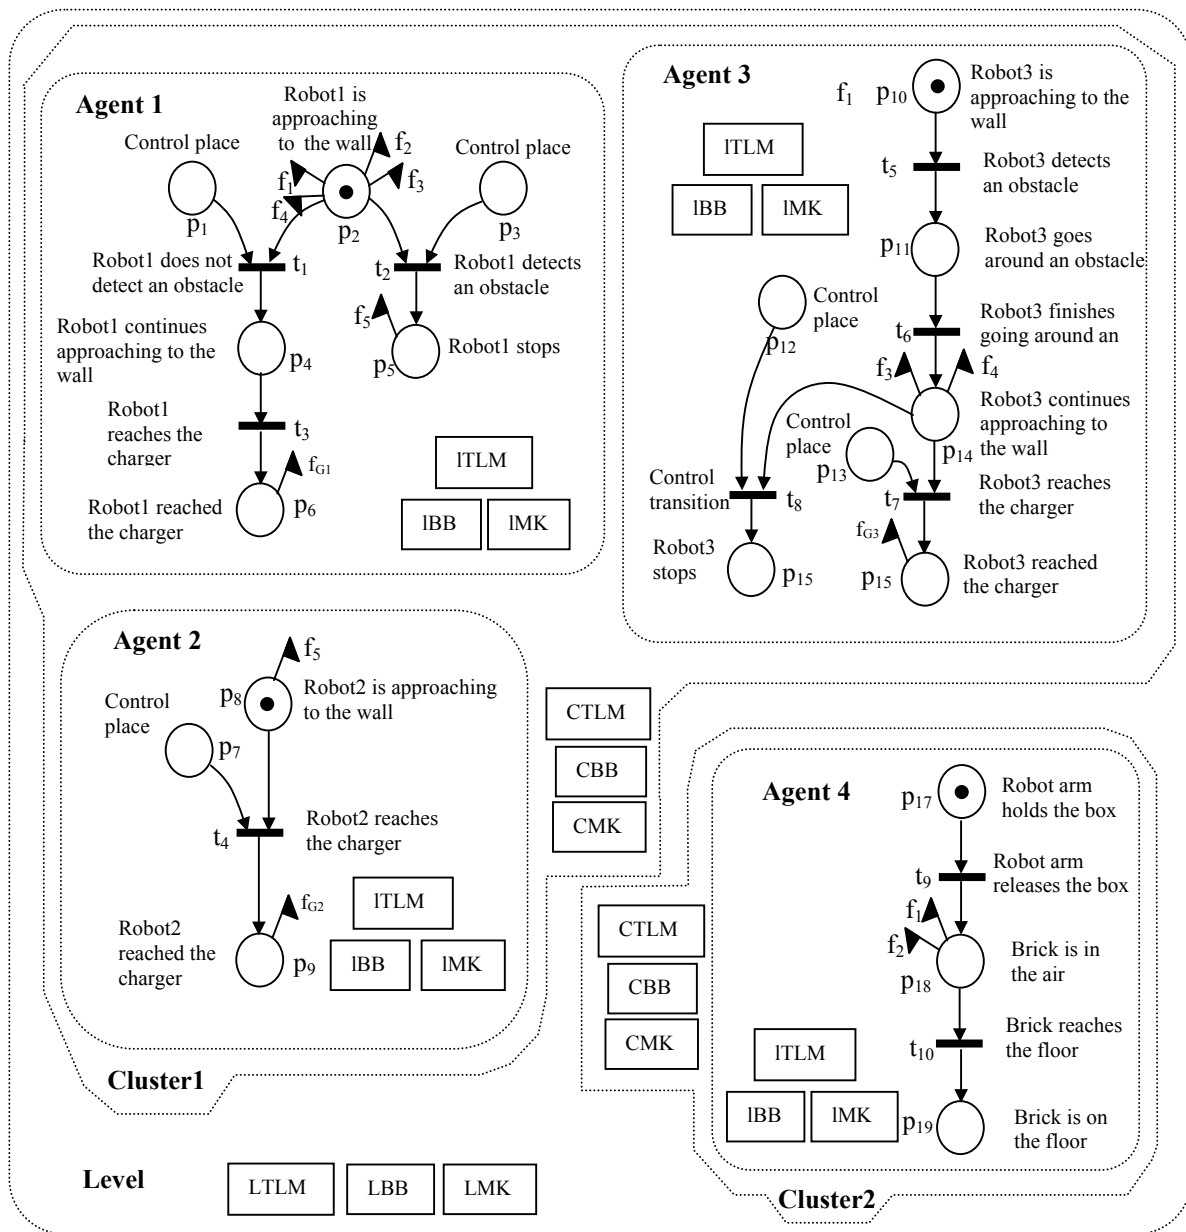 Agent 1
Robot1 is
approaching
to the wall
f2
f1
f3
f4
Control place
Control place
p1
p2
p3
Robot1 does not
detect an obstacle
t1
t2
Robot1 detects
an obstacle
Robot1 continues
approaching to the
wall
p4
f5
p5
Robot1 stops
Robot1
reaches the
charger
t3
fG1
Robot1 reached
the charger
p6
lTLM
lBB
lMK
Agent 3
f1
p10
Robot3 is
approaching to the
wall
lTLM
lBB
lMK
t5
Robot3 detects
an obstacle
p11
Robot3 goes
around an obstacle
Control
place
p12
t6
Robot3 finishes
going around an
f3
f4
Robot3 continues
approaching to
the wall
p14
Control
place
p13
Control
transition
t8
t7
Robot3 reaches
the charger
fG3
Robot3
stops
p15
p15
Robot3 reached
the charger
Agent 2
f5
p8
Robot2 is approaching
to the wall
Control
place
p7
t4
Robot2 reaches
the charger
fG2
Robot2
reached the
charger
p9
lTLM
lBB
lMK
CTLM
CBB
CMK
Cluster1
Agent 4
p17
Robot arm
holds the box
t9
Robot arm
releases the box
f1
f2
p18
Brick is in
the air
t10
Brick reaches
the floor
lTLM
lBB
lMK
p19
Brick is on
the floor
CTLM
CBB
CMK
Cluster2
Level
LTLM
LBB
LMK